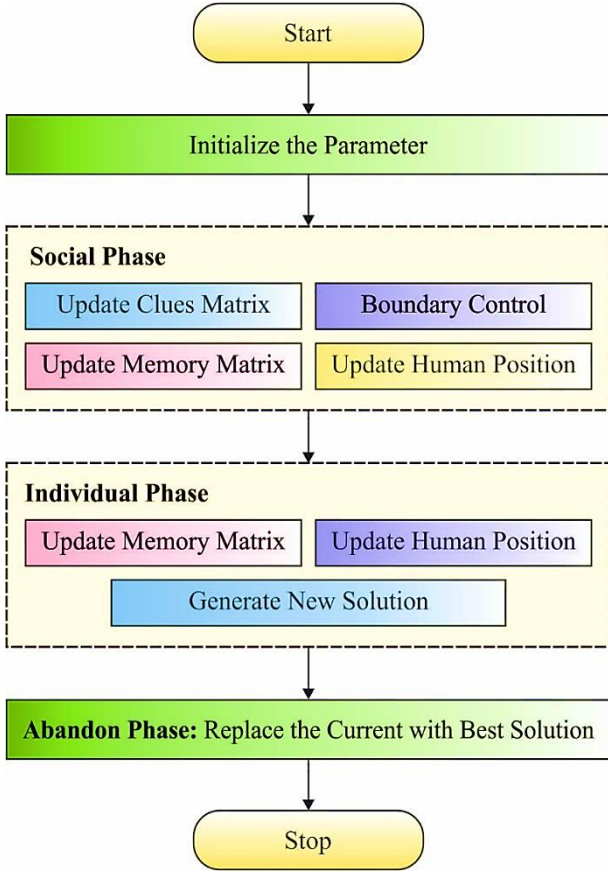 Start
Initialize the Parameter
Social Phase
Update Clues Matrix
Boundary Control
Update Memory Matrix
Update Human Position
Individual Phase
Update Memory Matrix
Update Human Position
Generate New Solution
Abandon Phase: Replace the Current with Best Solution
Stop